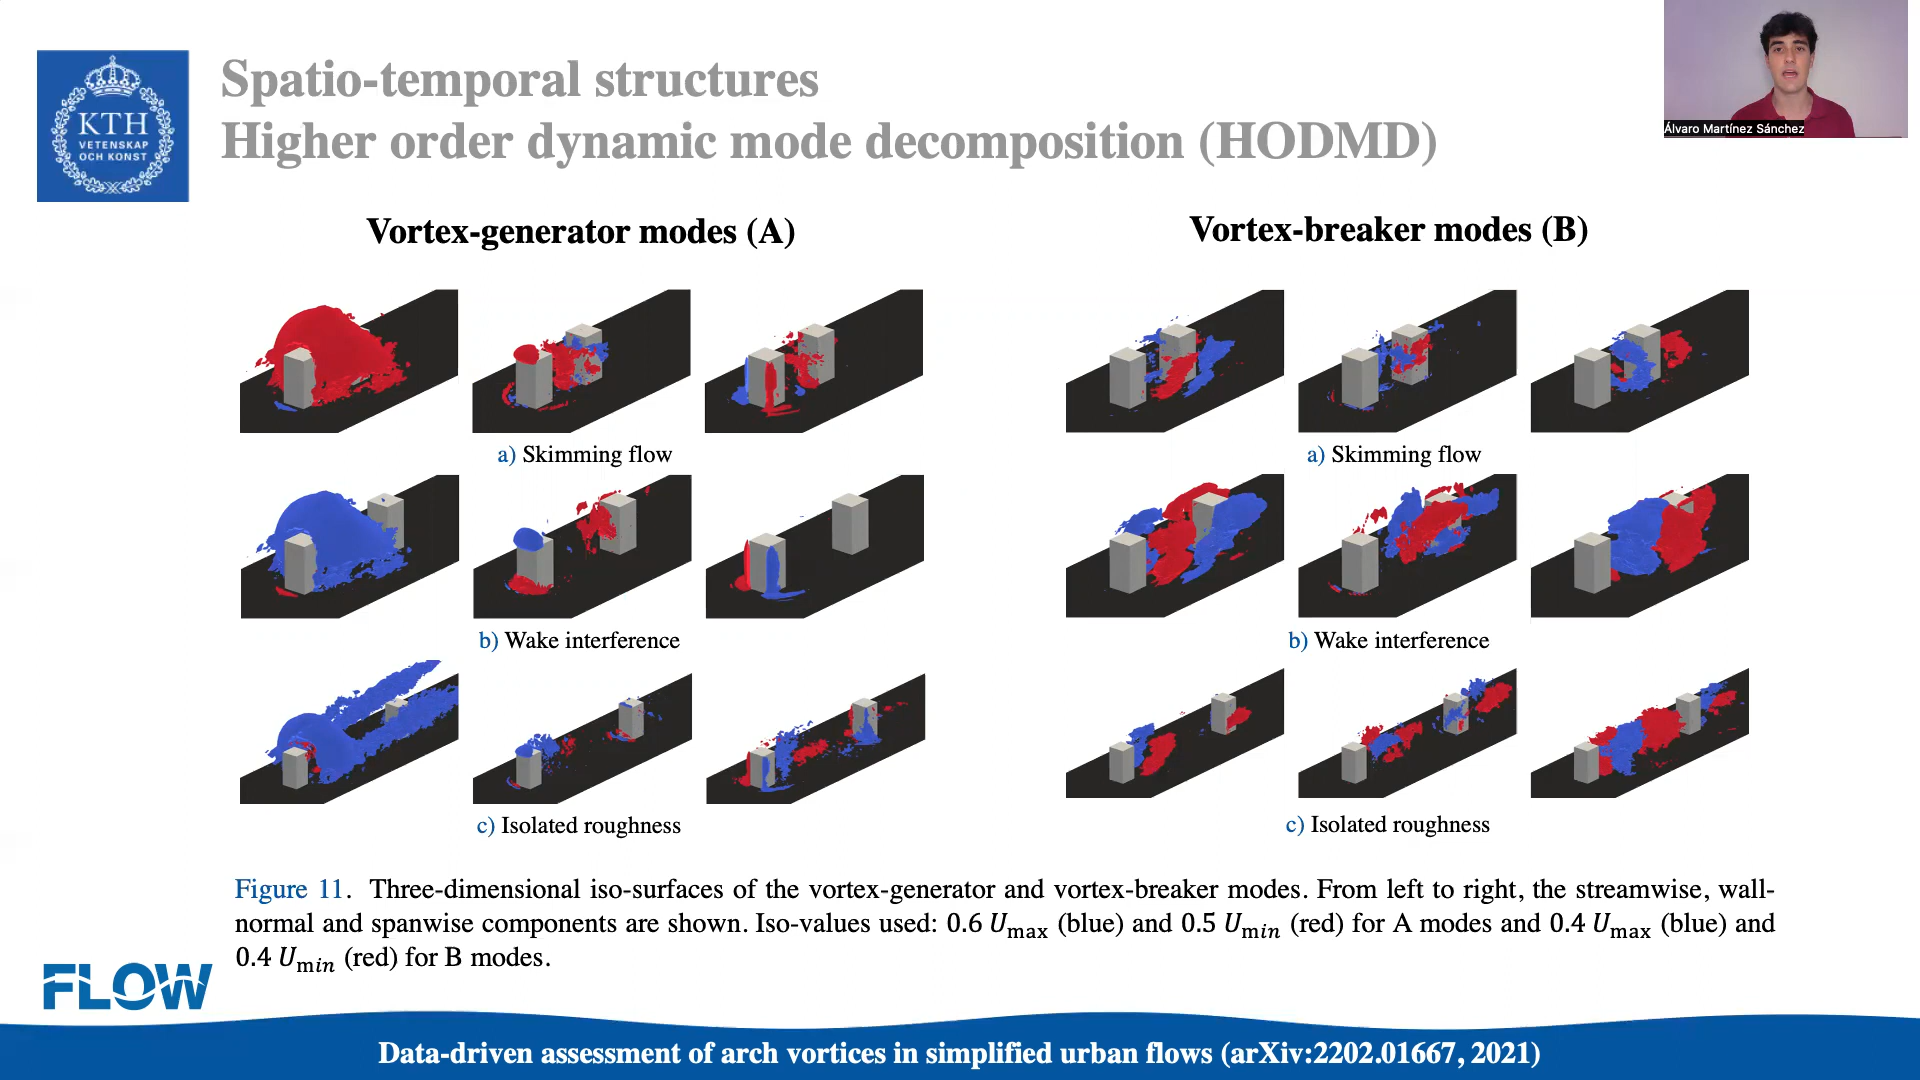 KTH
VETENSKAP
OCH KONST
Spatio-temporal structures
Higher order dynamic mode decomposition (HODMD)
Álvaro Martínez Sánchez
Vortex-generator modes (A)
a) Skimming flow
b) Wake interference
c) Isolated roughness
Vortex-breaker modes (B)
a) Skimming flow
b) Wake interference
c) Isolated roughness
Figure 11. Three-dimensional iso-surfaces of the vortex-generator and vortex-breaker modes. From left to right, the streamwise, wall-
normal and spanwise components are shown. Iso-values used: 0.6 U_max (blue) and 0.5 U_min (red) for A modes and 0.4 U_max (blue) and
0.4 U_min (red) for B modes.
FLOW
Data-driven assessment of arch vortices in simplified urban flows (arXiv:2202.01667, 2021)